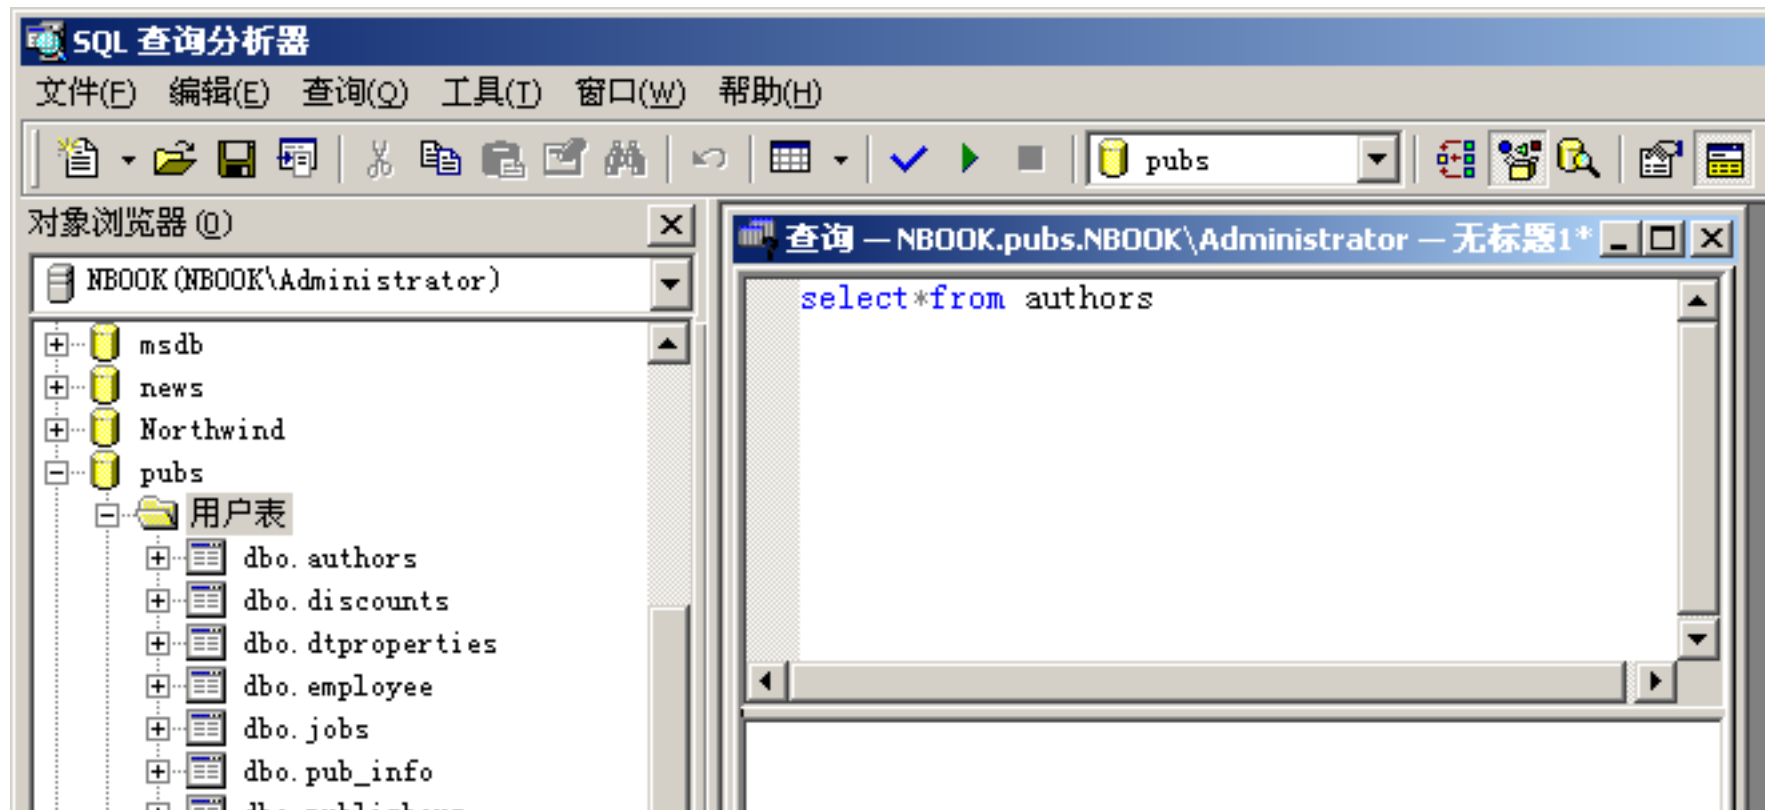 SQL 查询分析器
文件(F) 编辑(E) 查询(Q) 工具(T) 窗口(W) 帮助(H)
pubs
对象浏览器(O)
NBOOK(NBOOK\Administrator)
msdb
news
Northwind
pubs
用户表
dbo.authors
dbo.discounts
dbo.dtproperties
dbo.employee
dbo.jobs
dbo.pub_info
查询 — NBOOK.pubs.NBOOK\Administrator — 无标题1*
select*from authors